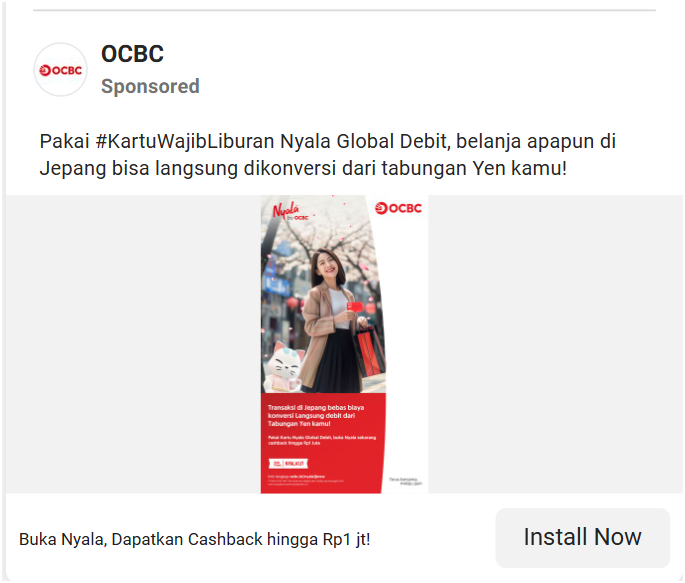 OCBC
OCBC
Sponsored
Pakai #KartuWajibLiburan Nyala Global Debit, belanja apapun di
Jepang bisa langsung dikonversi dari tabungan Yen kamu!
Nyala
by OCBC
OCBC
Transaksi di Jepang bebas biaya
konversi Langsung debit dari
Tabungan Yen kamu!
Pakai Kartu Nyala Global Debit, buka Nyala sekarang
cashback hingga Rp1 Juta
Buka Nyala, Dapatkan Cashback hingga Rp1 jt!
Install Now